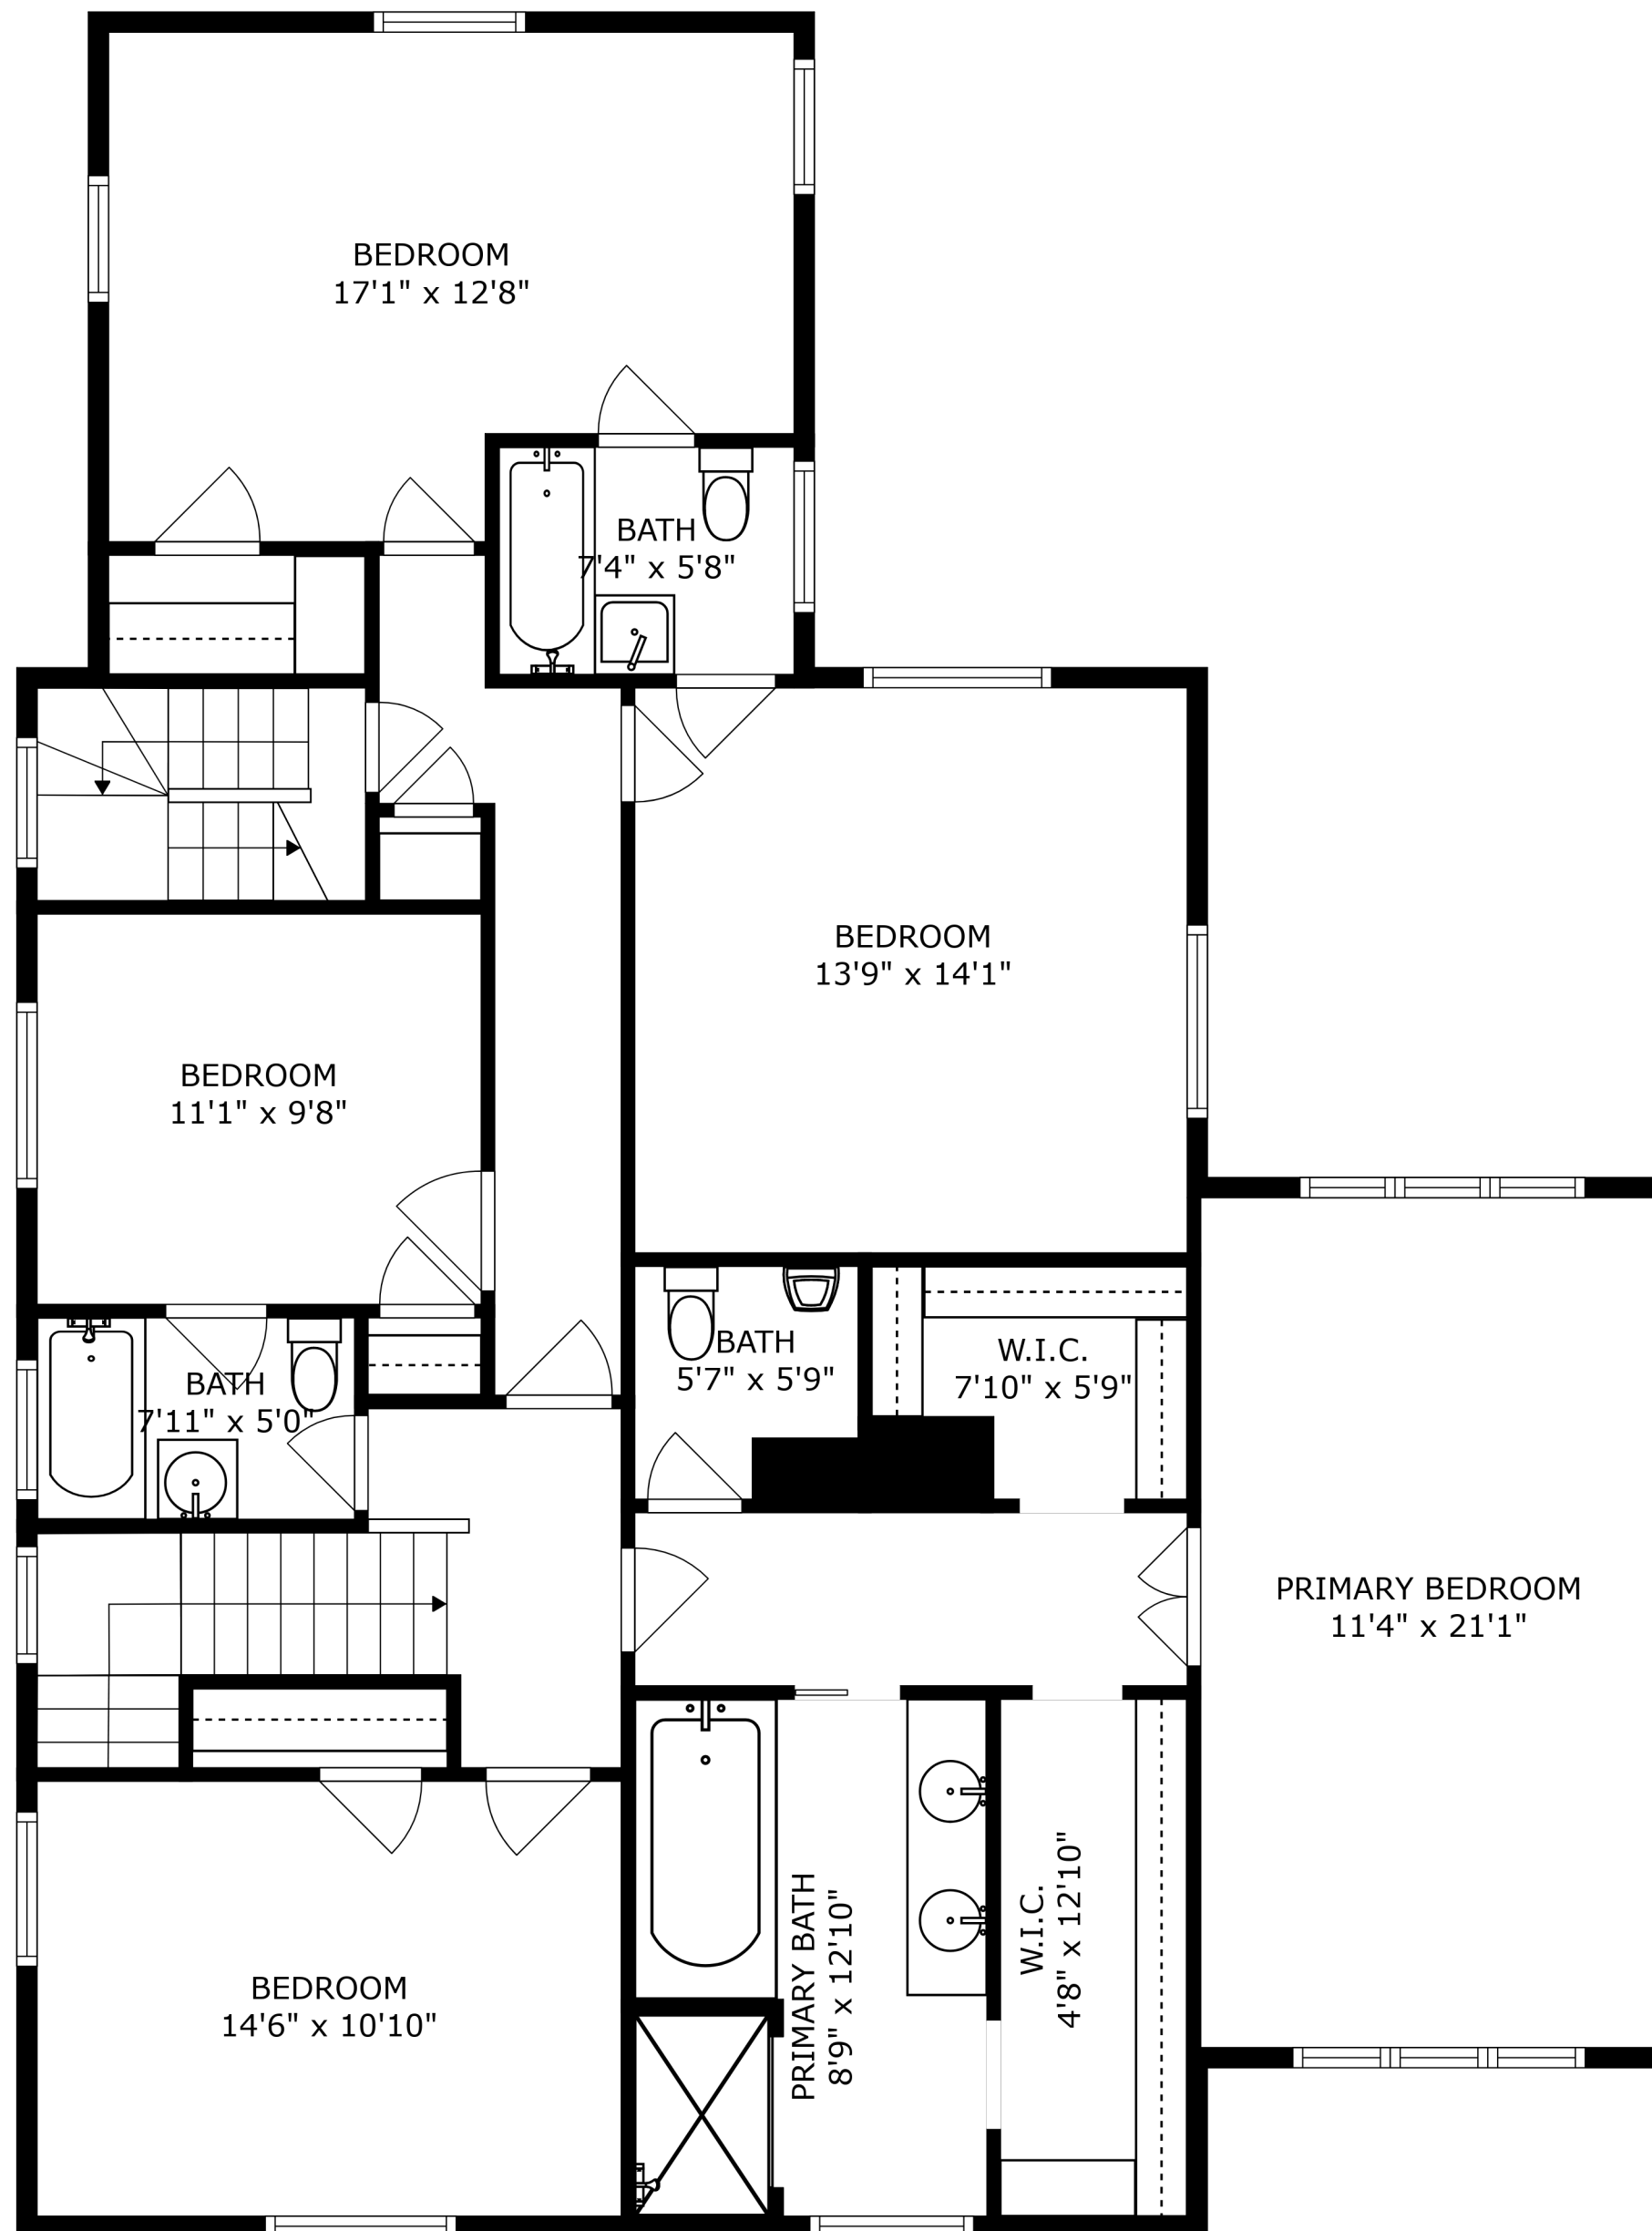 BEDROOM
17'1" x 12'8"
BATH
7'4" x 5'8"
BEDROOM
13'9" x 14'1"
BEDROOM
11'1" x 9'8"
BATH
5'7" x 5'9"
W.I.C.
7'10" x 5'9"
BATH
7'11" x 5'0"
PRIMARY BEDROOM
11'4" x 21'1"
PRIMARY BATH
8'9" x 12'10"
W.I.C.
4'8" x 12'10"
BEDROOM
14'6" x 10'10"